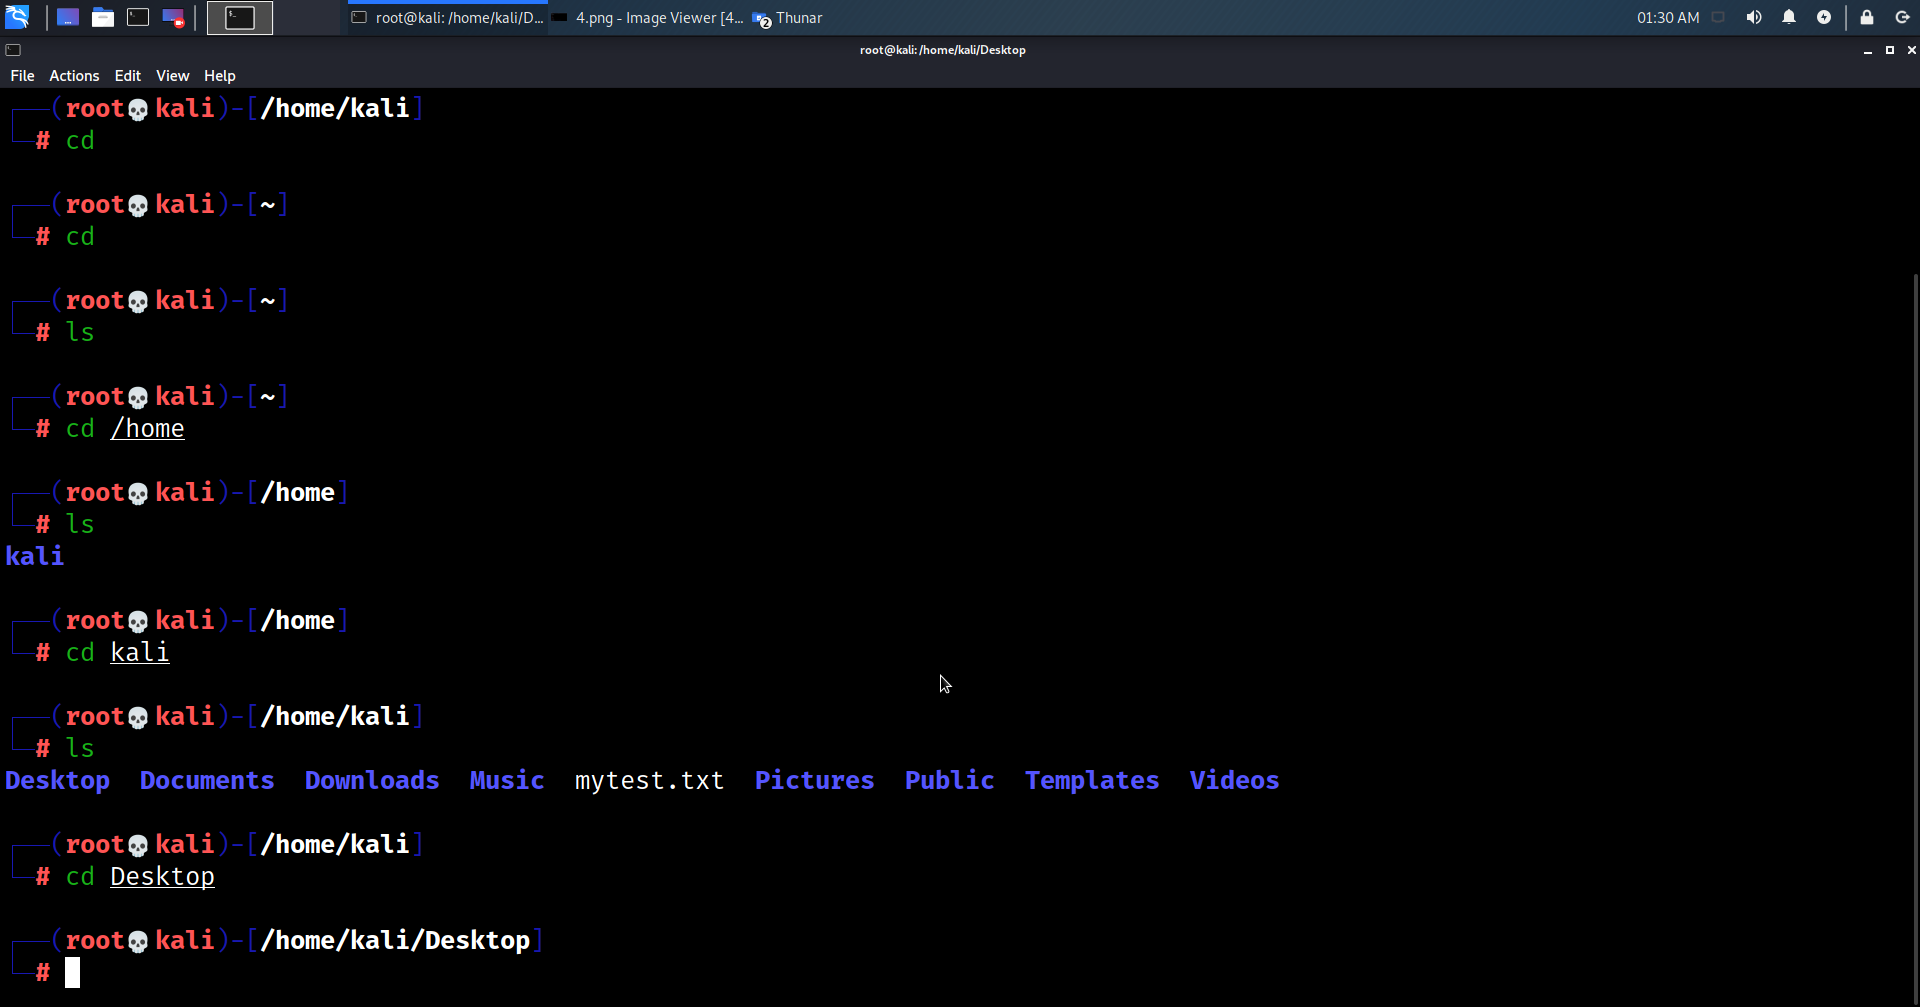 root@kali: /home/kali/D... 4.png - Image Viewer [4... 2 Thunar 01:30 AM
root@kali:/home/kali/Desktop
File Actions Edit View Help
┌──(root💀kali)-[/home/kali]
└─# cd
┌──(root💀kali)-[~]
└─# cd
┌──(root💀kali)-[~]
└─# ls
┌──(root💀kali)-[~]
└─# cd /home
┌──(root💀kali)-[/home]
└─# ls
kali
┌──(root💀kali)-[/home]
└─# cd kali
┌──(root💀kali)-[/home/kali]
└─# ls
Desktop Documents Downloads Music mytest.txt Pictures Public Templates Videos
┌──(root💀kali)-[/home/kali]
└─# cd Desktop
┌──(root💀kali)-[/home/kali/Desktop]
└─#